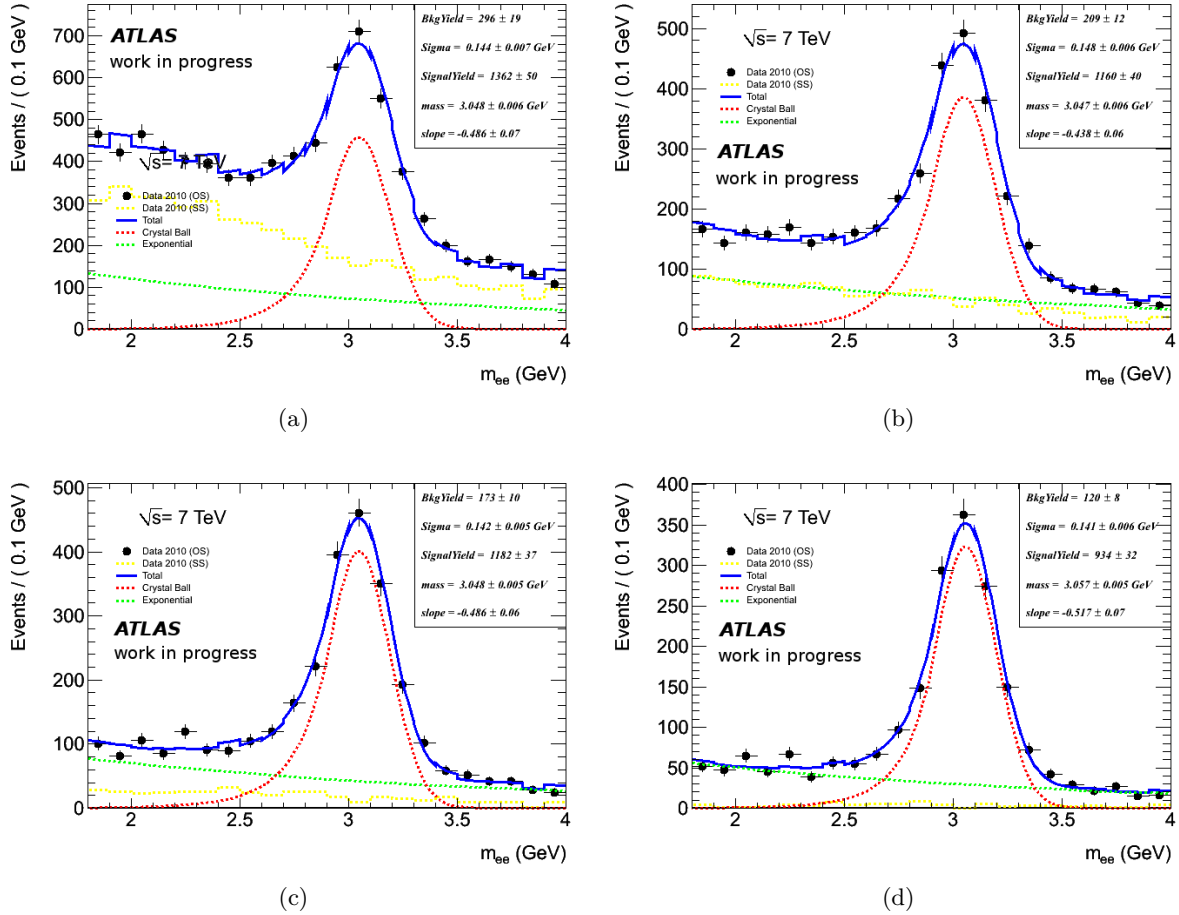 BkgYield = 296 ± 19
Sigma = 0.144 ± 0.007 GeV
SignalYield = 1362 ± 50
mass = 3.048 ± 0.006 GeV
slope = -0.486 ± 0.07
ATLAS
work in progress
√s= 7 TeV
Data 2010 (OS)
Data 2010 (SS)
Total
Crystal Ball
Exponential
Events / ( 0.1 GeV )
700
600
500
400
300
200
100
0
2 2.5 3 3.5 4
m_ee (GeV)
(a)
BkgYield = 209 ± 12
Sigma = 0.148 ± 0.006 GeV
SignalYield = 1160 ± 40
mass = 3.047 ± 0.006 GeV
slope = -0.438 ± 0.06
√s= 7 TeV
Data 2010 (OS)
Data 2010 (SS)
Total
Crystal Ball
Exponential
ATLAS
work in progress
Events / ( 0.1 GeV )
500
400
300
200
100
0
2 2.5 3 3.5 4
m_ee (GeV)
(b)
BkgYield = 173 ± 10
Sigma = 0.142 ± 0.005 GeV
SignalYield = 1182 ± 37
mass = 3.048 ± 0.005 GeV
slope = -0.486 ± 0.06
√s= 7 TeV
Data 2010 (OS)
Data 2010 (SS)
Total
Crystal Ball
Exponential
ATLAS
work in progress
Events / ( 0.1 GeV )
500
400
300
200
100
0
2 2.5 3 3.5 4
m_ee (GeV)
(c)
BkgYield = 120 ± 8
Sigma = 0.141 ± 0.006 GeV
SignalYield = 934 ± 32
mass = 3.057 ± 0.005 GeV
slope = -0.517 ± 0.07
√s= 7 TeV
Data 2010 (OS)
Data 2010 (SS)
Total
Crystal Ball
Exponential
ATLAS
work in progress
Events / ( 0.1 GeV )
400
350
300
250
200
150
100
50
0
2 2.5 3 3.5 4
m_ee (GeV)
(d)